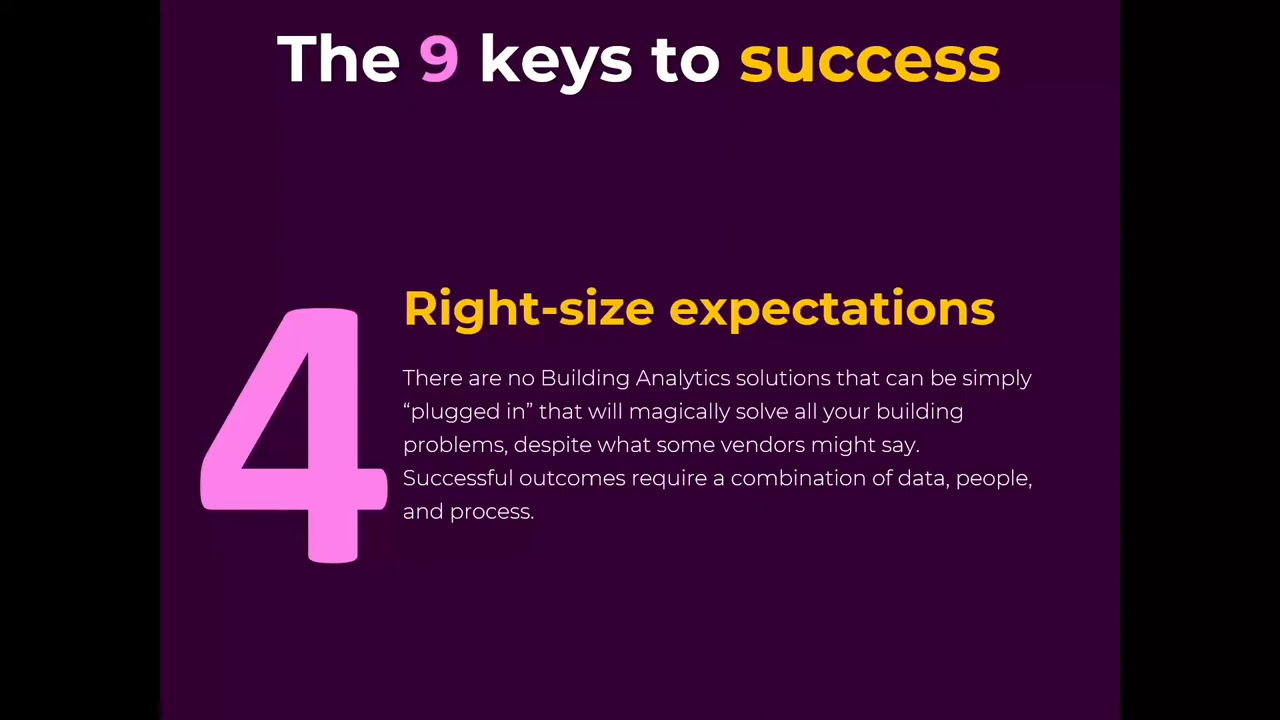 The 9 keys to success
4
Right-size expectations
There are no Building Analytics solutions that can be simply
“plugged in” that will magically solve all your building
problems, despite what some vendors might say.
Successful outcomes require a combination of data, people,
and process.